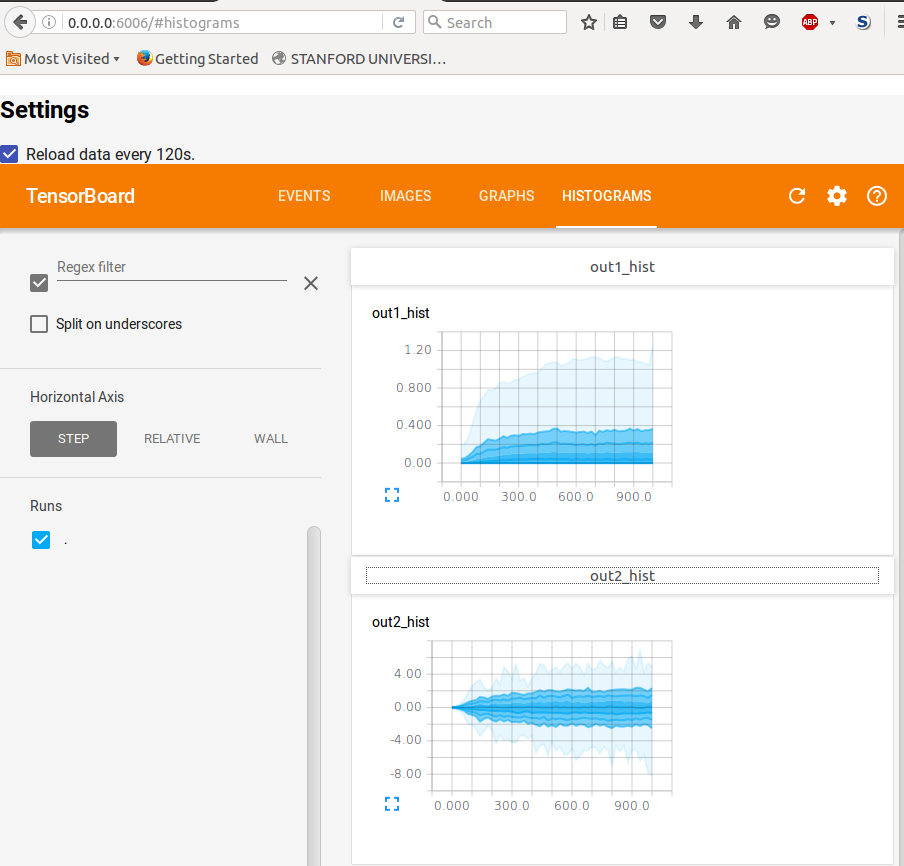 0.0.0.0:6006/#histograms
Search
ABP
S
Most Visited
Getting Started
STANFORD UNIVERSI...
Settings
Reload data every 120s.
TensorBoard
EVENTS
IMAGES
GRAPHS
HISTOGRAMS
Regex filter
Split on underscores
Horizontal Axis
STEP
RELATIVE
WALL
Runs
.
out1_hist
out1_hist
1.20
0.800
0.400
0.00
0.000 300.0 600.0 900.0
out2_hist
out2_hist
4.00
0.00
-4.00
-8.00
0.000 300.0 600.0 900.0